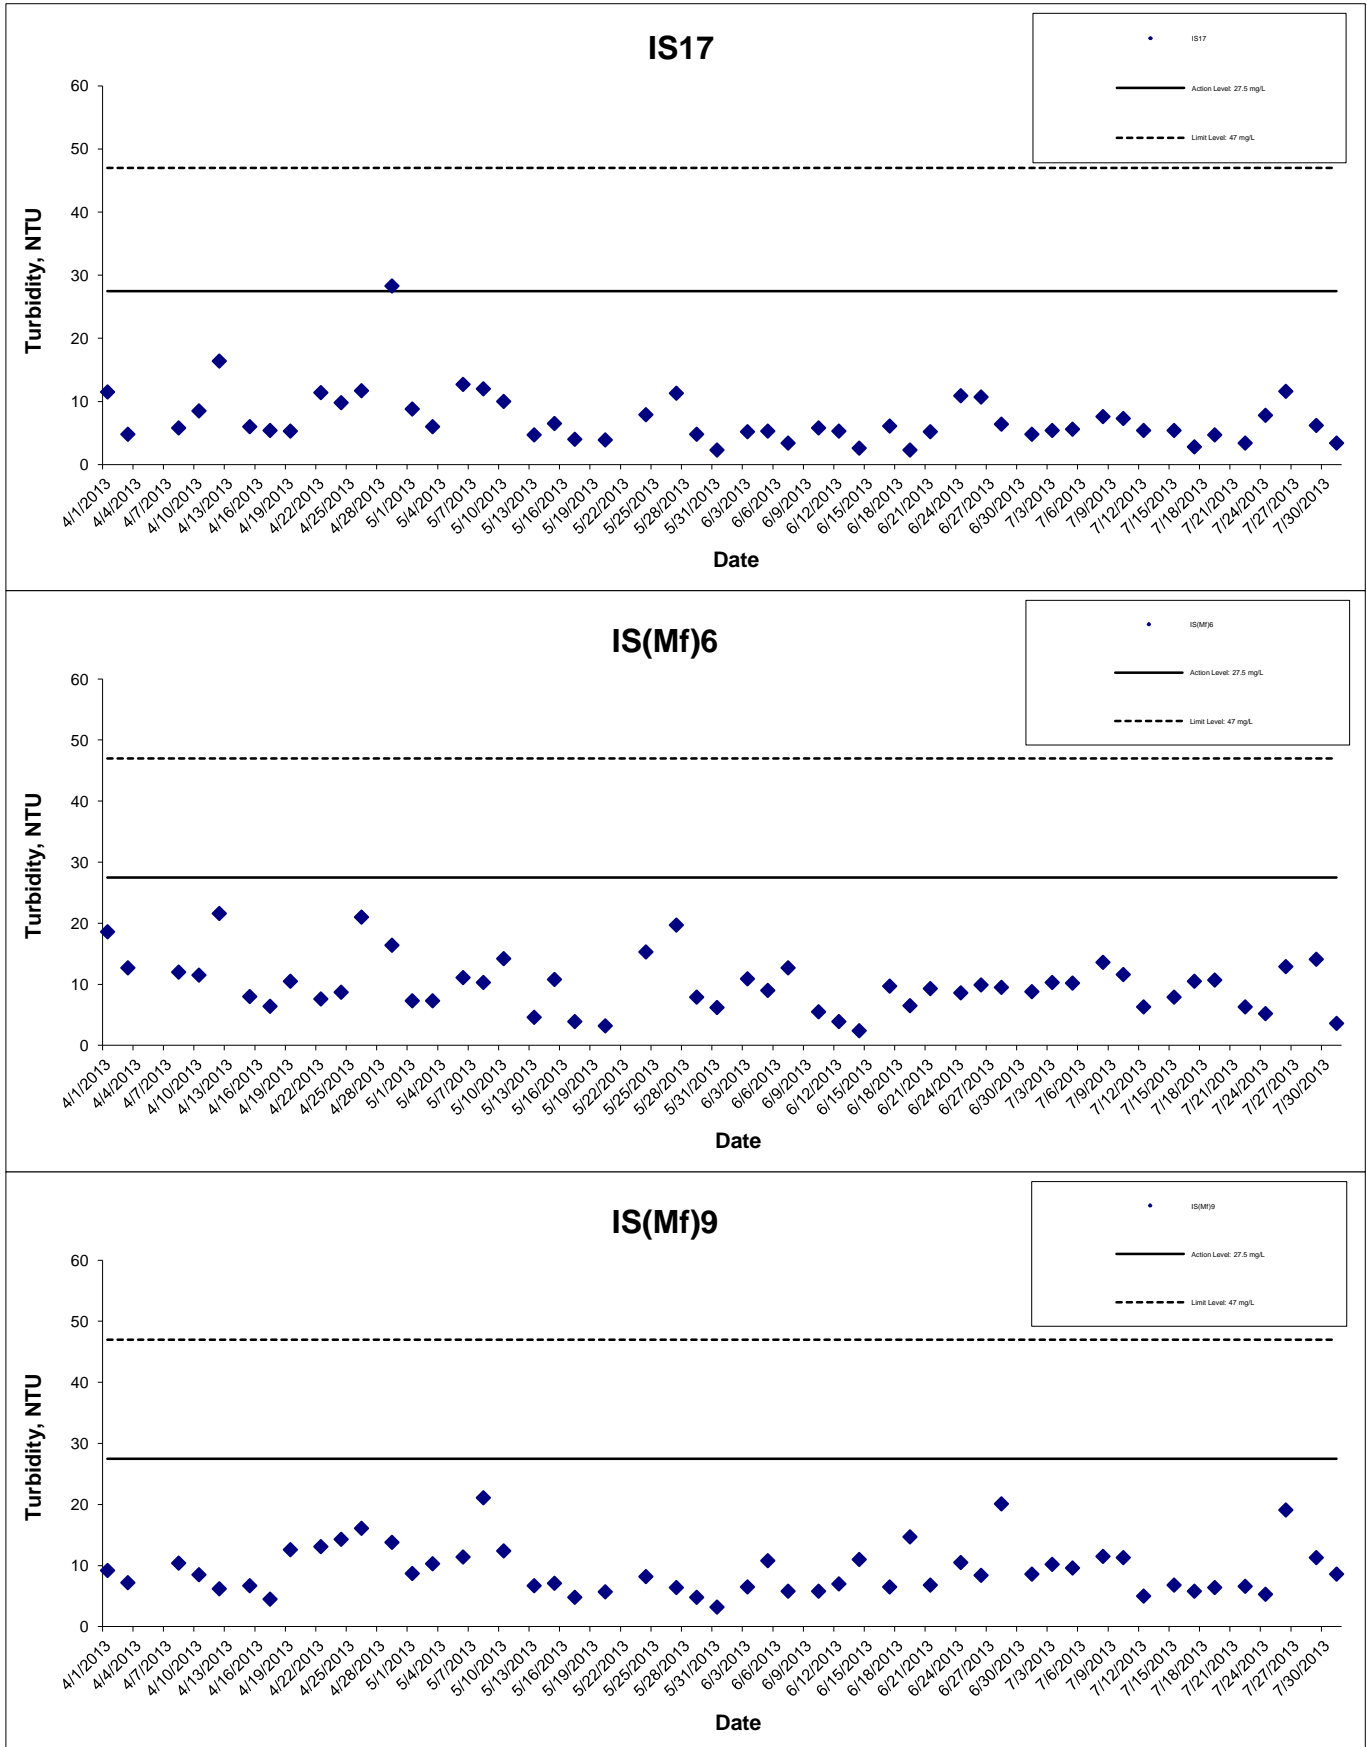 IS17
IS17
Action Level: 27.5 mg/L
Limit Level: 47 mg/L
60
50
40
30
20
10
0
Turbidity, NTU
4/1/2013 4/4/2013 4/7/2013 4/10/2013 4/13/2013 4/16/2013 4/19/2013 4/22/2013 4/25/2013 4/28/2013 5/1/2013 5/4/2013 5/7/2013 5/10/2013 5/13/2013 5/16/2013 5/19/2013 5/22/2013 5/25/2013 5/28/2013 5/31/2013 6/3/2013 6/6/2013 6/9/2013 6/12/2013 6/15/2013 6/18/2013 6/21/2013 6/24/2013 6/27/2013 6/30/2013 7/3/2013 7/6/2013 7/9/2013 7/12/2013 7/15/2013 7/18/2013 7/21/2013 7/24/2013 7/27/2013 7/30/2013
Date
IS(Mf)6
IS(Mf)6
Action Level: 27.5 mg/L
Limit Level: 47 mg/L
60
50
40
30
20
10
0
Turbidity, NTU
4/1/2013 4/4/2013 4/7/2013 4/10/2013 4/13/2013 4/16/2013 4/19/2013 4/22/2013 4/25/2013 4/28/2013 5/1/2013 5/4/2013 5/7/2013 5/10/2013 5/13/2013 5/16/2013 5/19/2013 5/22/2013 5/25/2013 5/28/2013 5/31/2013 6/3/2013 6/6/2013 6/9/2013 6/12/2013 6/15/2013 6/18/2013 6/21/2013 6/24/2013 6/27/2013 6/30/2013 7/3/2013 7/6/2013 7/9/2013 7/12/2013 7/15/2013 7/18/2013 7/21/2013 7/24/2013 7/27/2013 7/30/2013
Date
IS(Mf)9
IS(Mf)9
Action Level: 27.5 mg/L
Limit Level: 47 mg/L
60
50
40
30
20
10
0
Turbidity, NTU
4/1/2013 4/4/2013 4/7/2013 4/10/2013 4/13/2013 4/16/2013 4/19/2013 4/22/2013 4/25/2013 4/28/2013 5/1/2013 5/4/2013 5/7/2013 5/10/2013 5/13/2013 5/16/2013 5/19/2013 5/22/2013 5/25/2013 5/28/2013 5/31/2013 6/3/2013 6/6/2013 6/9/2013 6/12/2013 6/15/2013 6/18/2013 6/21/2013 6/24/2013 6/27/2013 6/30/2013 7/3/2013 7/6/2013 7/9/2013 7/12/2013 7/15/2013 7/18/2013 7/21/2013 7/24/2013 7/27/2013 7/30/2013
Date